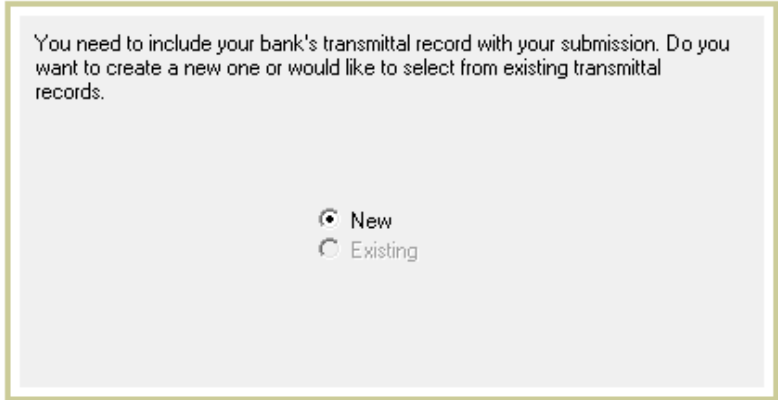 You need to include your bank's transmittal record with your submission. Do you
want to create a new one or would like to select from existing transmittal
records.
New
Existing